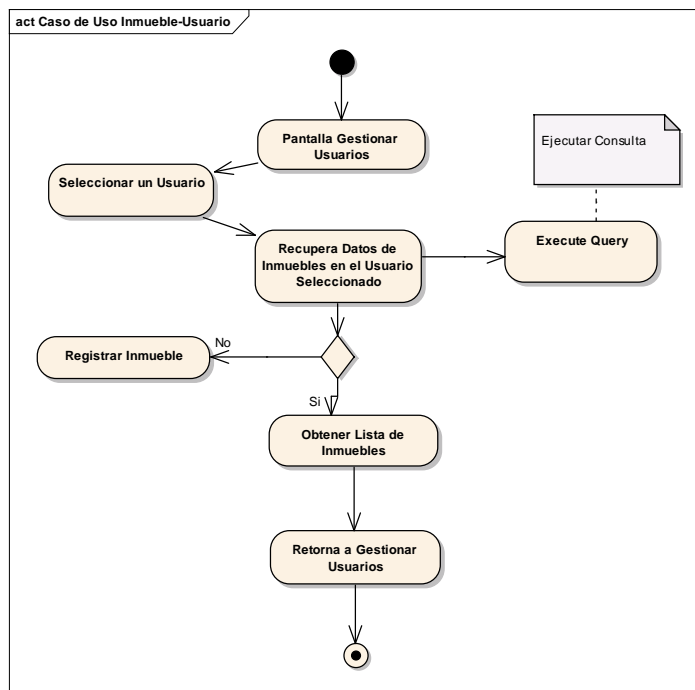 act Caso de Uso Inmueble-Usuario
Pantalla Gestionar
Usuarios
Ejecutar Consulta
Seleccionar un Usuario
Recupera Datos de
Inmuebles en el Usuario
Seleccionado
Execute Query
No
Registrar Inmueble
Si
Obtener Lista de
Inmuebles
Retorna a Gestionar
Usuarios